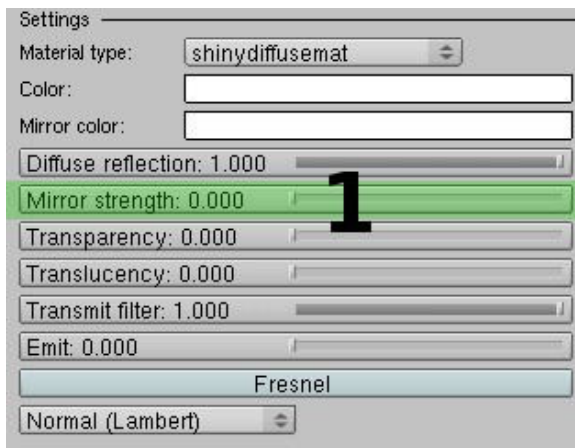 Settings
Material type: shinydiffusemat
Color:
Mirror color:
Diffuse reflection: 1.000
Mirror strength: 0.000
1
Transparency: 0.000
Translucency: 0.000
Transmit filter: 1.000
Emit: 0.000
Fresnel
Normal (Lambert)